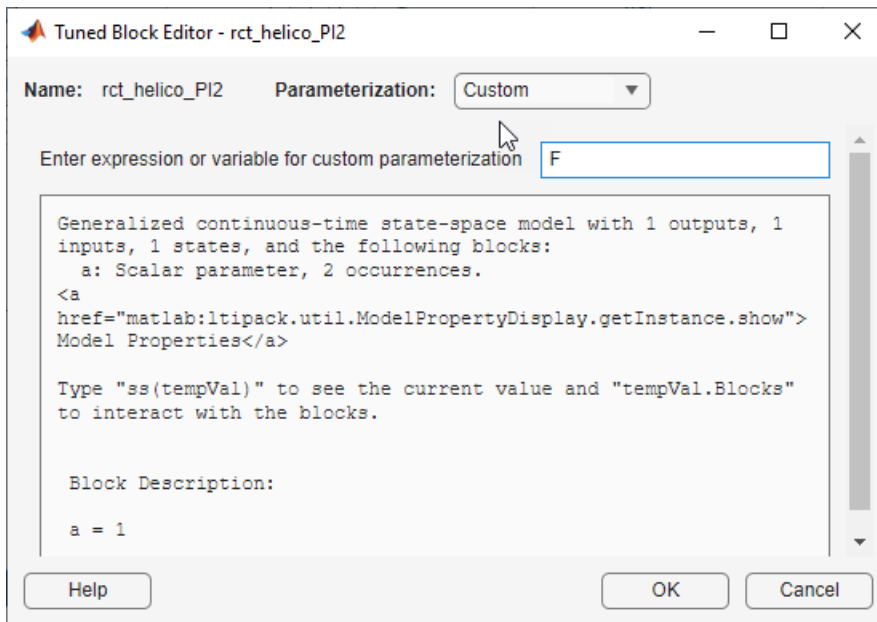 Tuned Block Editor - rct_helico_PI2
Name: rct_helico_PI2 Parameterization: Custom
Enter expression or variable for custom parameterization F
Generalized continuous-time state-space model with 1 outputs, 1
inputs, 1 states, and the following blocks:
a: Scalar parameter, 2 occurrences.
<a
href="matlab:ltipack.util.ModelPropertyDisplay.getInstance.show">
Model Properties</a>
Type "ss(tempVal)" to see the current value and "tempVal.Blocks"
to interact with the blocks.
Block Description:
a = 1
Help OK Cancel